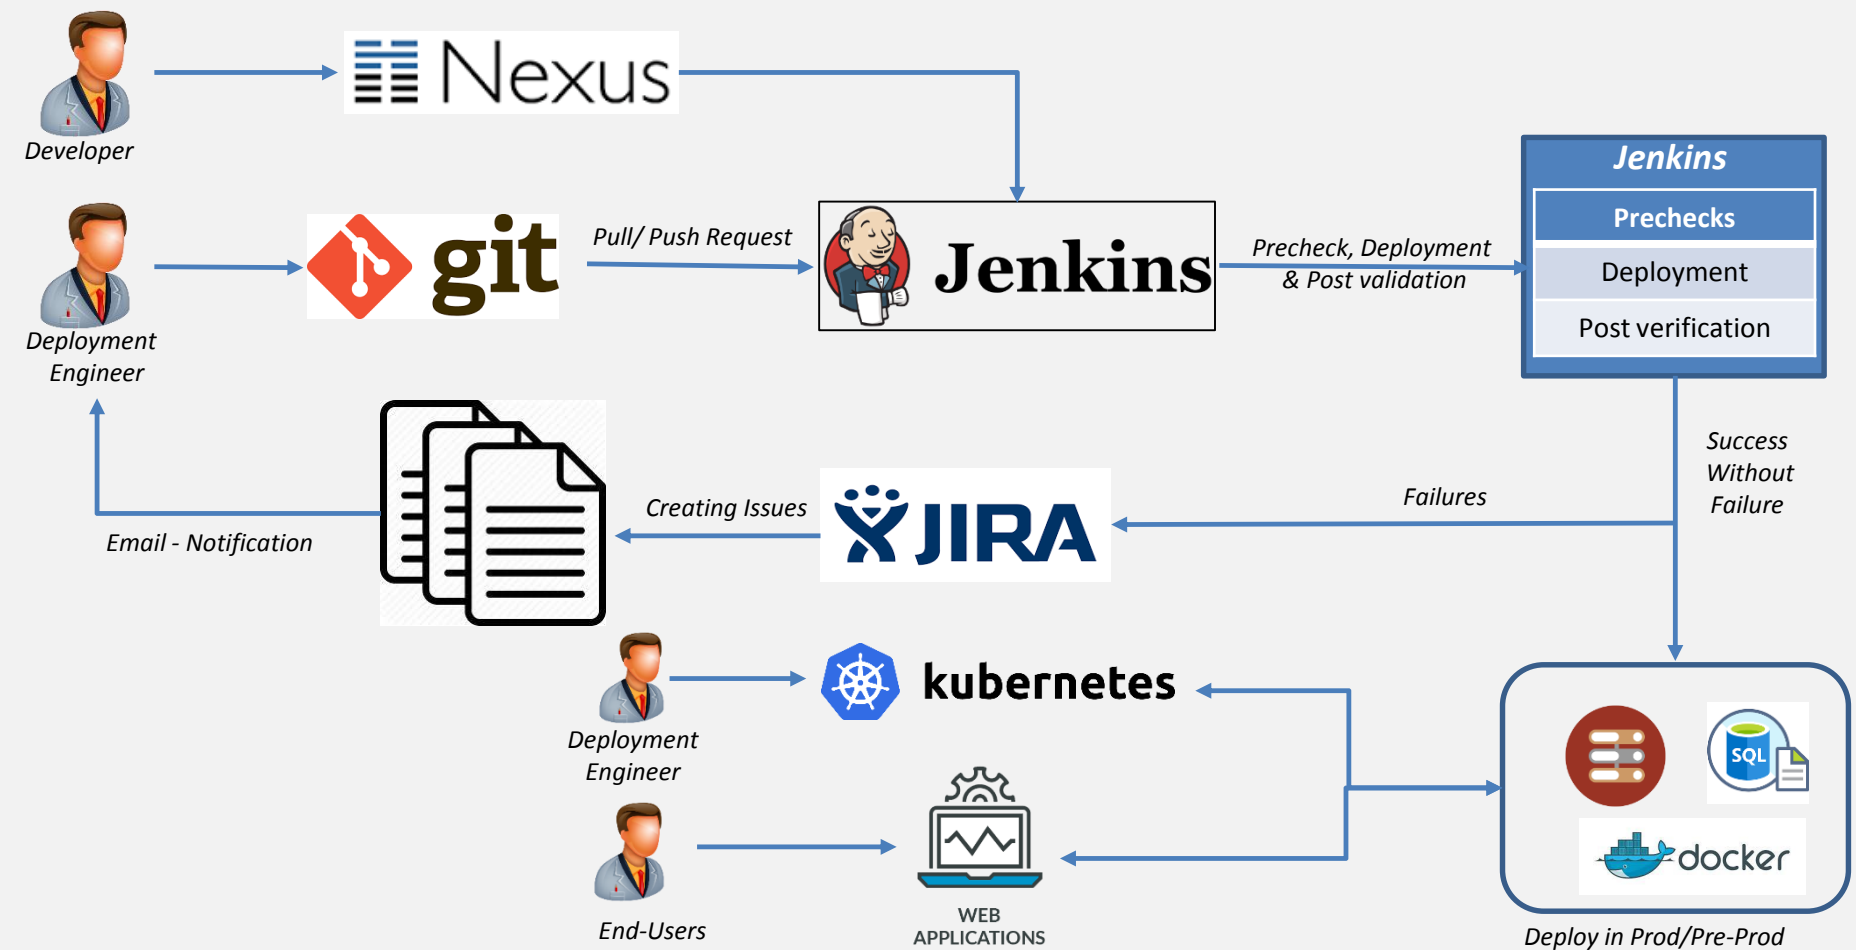 Nexus
Developer
Jenkins
Prechecks
Deployment
Post verification
git
Pull/ Push Request
Jenkins
Precheck, Deployment
& Post validation
Deployment
Engineer
Success
Without
Failure
Failures
JIRA
Creating Issues
Email - Notification
kubernetes
Deployment
Engineer
SQL
docker
WEB
APPLICATIONS
End-Users
Deploy in Prod/Pre-Prod